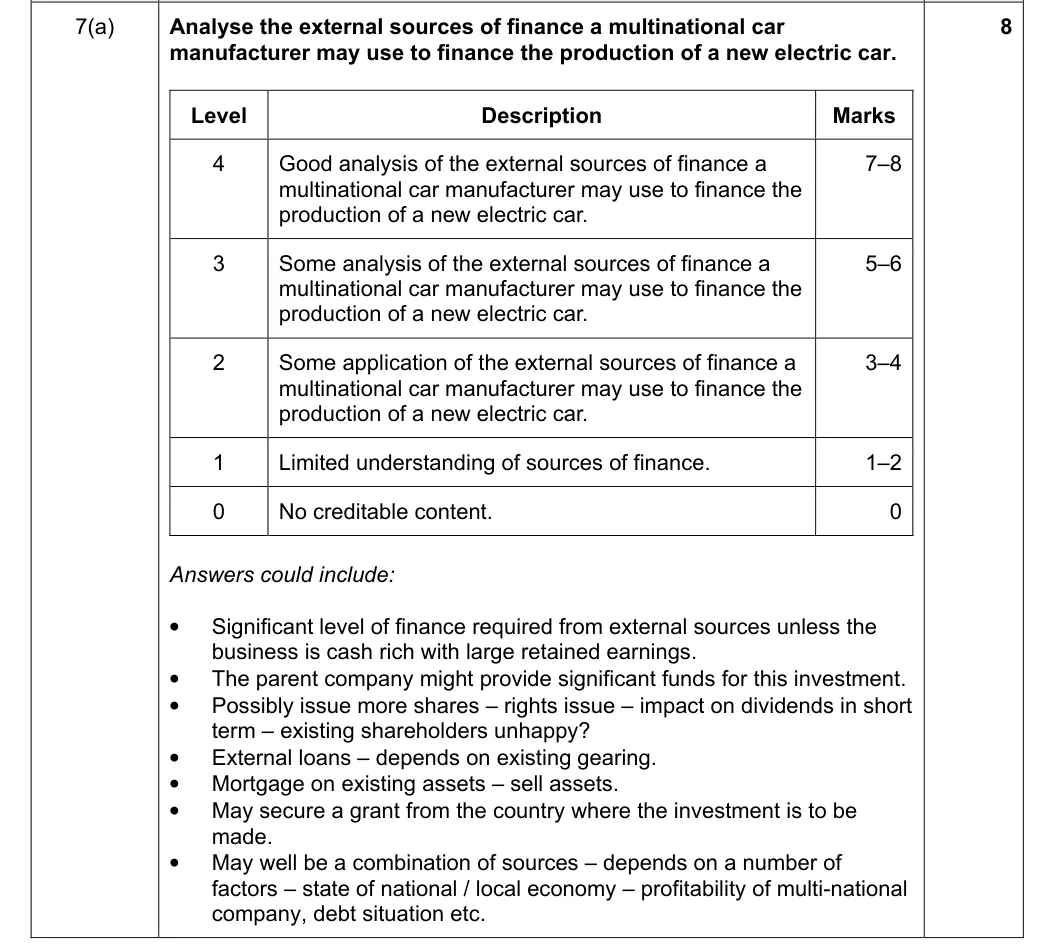 7(a) Analyse the external sources of finance a multinational car 8
manufacturer may use to finance the production of a new electric car.
Level Description Marks
4 Good analysis of the external sources of finance a 7–8
multinational car manufacturer may use to finance the
production of a new electric car.
3 Some analysis of the external sources of finance a 5–6
multinational car manufacturer may use to finance the
production of a new electric car.
2 Some application of the external sources of finance a 3–4
multinational car manufacturer may use to finance the
production of a new electric car.
1 Limited understanding of sources of finance. 1–2
0 No creditable content. 0
Answers could include:
• Significant level of finance required from external sources unless the
business is cash rich with large retained earnings.
• The parent company might provide significant funds for this investment.
• Possibly issue more shares – rights issue – impact on dividends in short
term – existing shareholders unhappy?
• External loans – depends on existing gearing.
• Mortgage on existing assets – sell assets.
• May secure a grant from the country where the investment is to be
made.
• May well be a combination of sources – depends on a number of
factors – state of national / local economy – profitability of multi-national
company, debt situation etc.